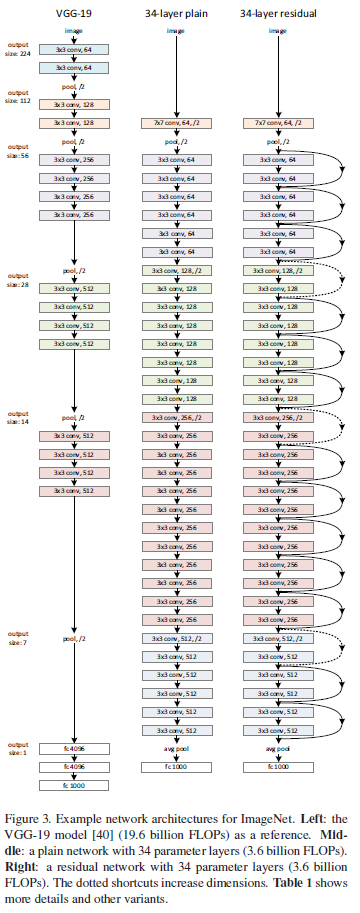 VGG-19
image
output
size: 224
3x3 conv, 64
3x3 conv, 64
output
size: 112
pool, /2
3x3 conv, 128
3x3 conv, 128
output
size: 56
pool, /2
3x3 conv, 256
3x3 conv, 256
3x3 conv, 256
3x3 conv, 256
output
size: 28
pool, /2
3x3 conv, 512
3x3 conv, 512
3x3 conv, 512
3x3 conv, 512
output
size: 14
pool, /2
3x3 conv, 512
3x3 conv, 512
3x3 conv, 512
3x3 conv, 512
output
size: 7
pool, /2
output
size: 1
fc 4096
fc 4096
fc 1000
34-layer plain
image
7x7 conv, 64, /2
pool, /2
3x3 conv, 64
3x3 conv, 64
3x3 conv, 64
3x3 conv, 64
3x3 conv, 64
3x3 conv, 64
3x3 conv, 128, /2
3x3 conv, 128
3x3 conv, 128
3x3 conv, 128
3x3 conv, 128
3x3 conv, 128
3x3 conv, 128
3x3 conv, 128
3x3 conv, 256, /2
3x3 conv, 256
3x3 conv, 256
3x3 conv, 256
3x3 conv, 256
3x3 conv, 256
3x3 conv, 256
3x3 conv, 256
3x3 conv, 256
3x3 conv, 256
3x3 conv, 256
3x3 conv, 256
3x3 conv, 512, /2
3x3 conv, 512
3x3 conv, 512
3x3 conv, 512
3x3 conv, 512
3x3 conv, 512
avg pool
fc 1000
34-layer residual
image
7x7 conv, 64, /2
pool, /2
3x3 conv, 64
3x3 conv, 64
3x3 conv, 64
3x3 conv, 64
3x3 conv, 64
3x3 conv, 64
3x3 conv, 128, /2
3x3 conv, 128
3x3 conv, 128
3x3 conv, 128
3x3 conv, 128
3x3 conv, 128
3x3 conv, 128
3x3 conv, 128
3x3 conv, 256, /2
3x3 conv, 256
3x3 conv, 256
3x3 conv, 256
3x3 conv, 256
3x3 conv, 256
3x3 conv, 256
3x3 conv, 256
3x3 conv, 256
3x3 conv, 256
3x3 conv, 256
3x3 conv, 256
3x3 conv, 512, /2
3x3 conv, 512
3x3 conv, 512
3x3 conv, 512
3x3 conv, 512
3x3 conv, 512
avg pool
fc 1000
Figure 3. Example network architectures for ImageNet. Left: the
VGG-19 model [40] (19.6 billion FLOPs) as a reference. Mid-
dle: a plain network with 34 parameter layers (3.6 billion FLOPs).
Right: a residual network with 34 parameter layers (3.6 billion
FLOPs). The dotted shortcuts increase dimensions. Table 1 shows
more details and other variants.